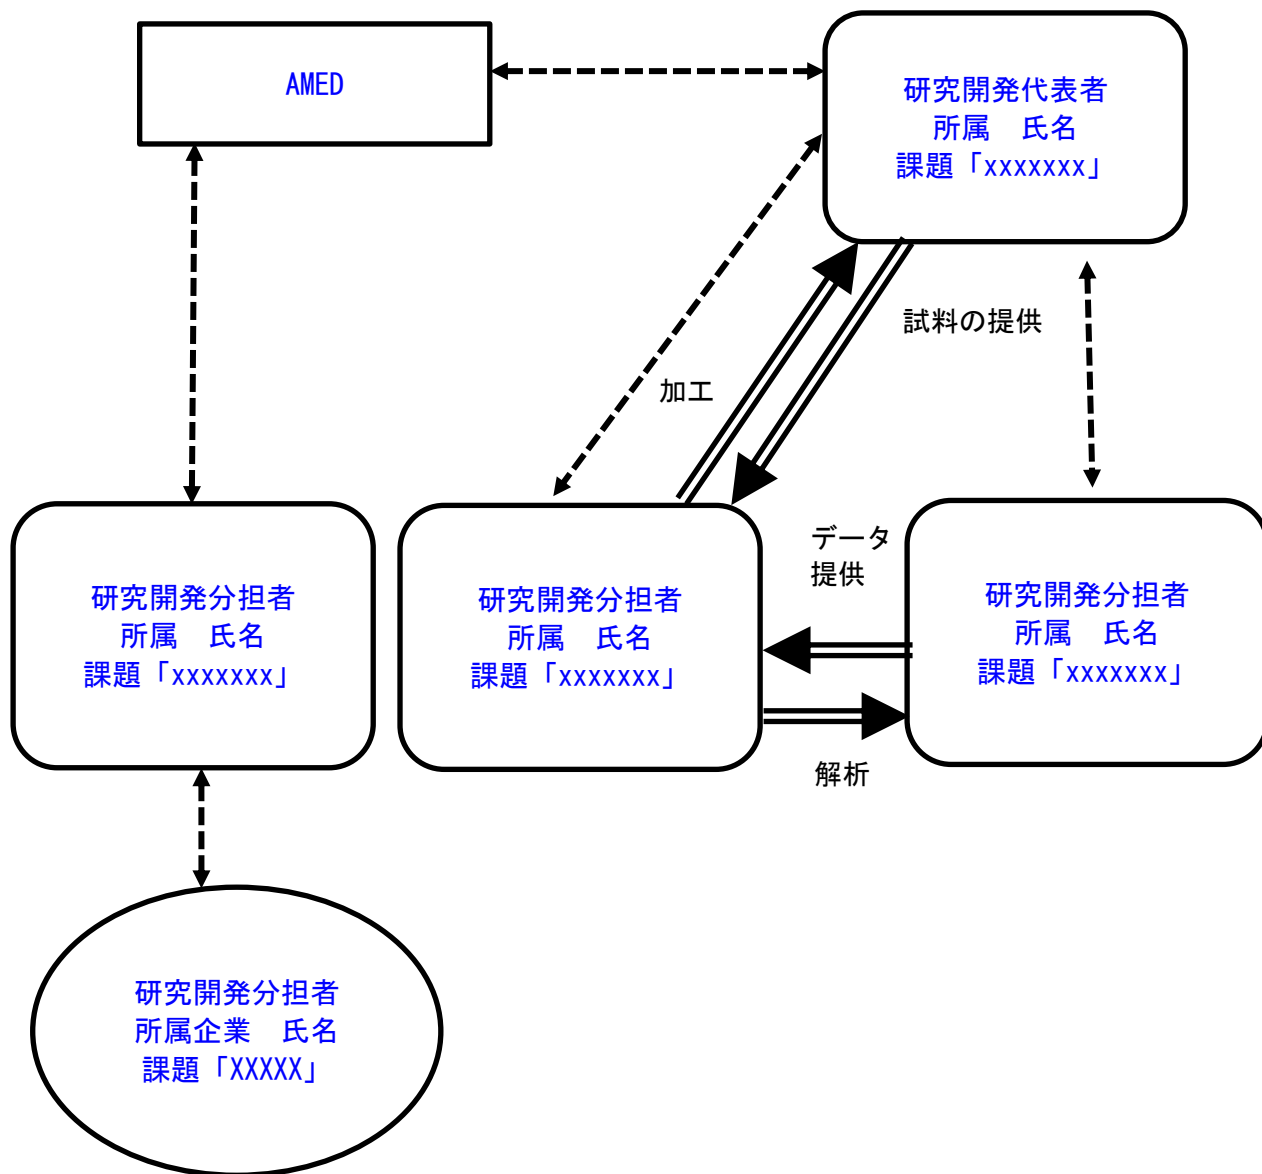 AMED
研究開発代表者
所属　氏名
課題「xxxxxxx」
試料の提供
加工
データ
提供
研究開発分担者
所属　氏名
課題「xxxxxxx」
研究開発分担者
所属　氏名
課題「xxxxxxx」
研究開発分担者
所属　氏名
課題「xxxxxxx」
解析
研究開発分担者
所属企業　氏名
課題「XXXXX」